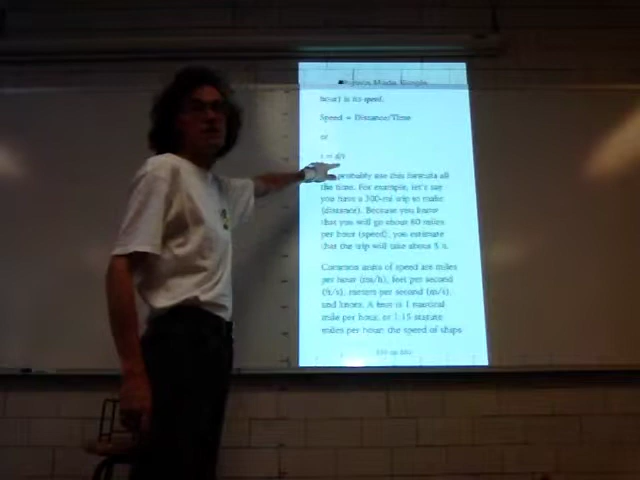 Physics Made Simple
hour) is its speed.
Speed = Distance/Time
or
s = d/t
probably use this formula all
the time. For example, let's say
you have a 300-mi trip to make
(distance). Because you know
that you will go about 60 miles
per hour (speed), you estimate
that the trip will take about 5 h.
Common units of speed are miles
per hour (mi/h), feet per second
(ft/s), meters per second (m/s),
and knots. A knot is 1 nautical
mile per hour, or 1.15 statute
miles per hour; the speed of ships